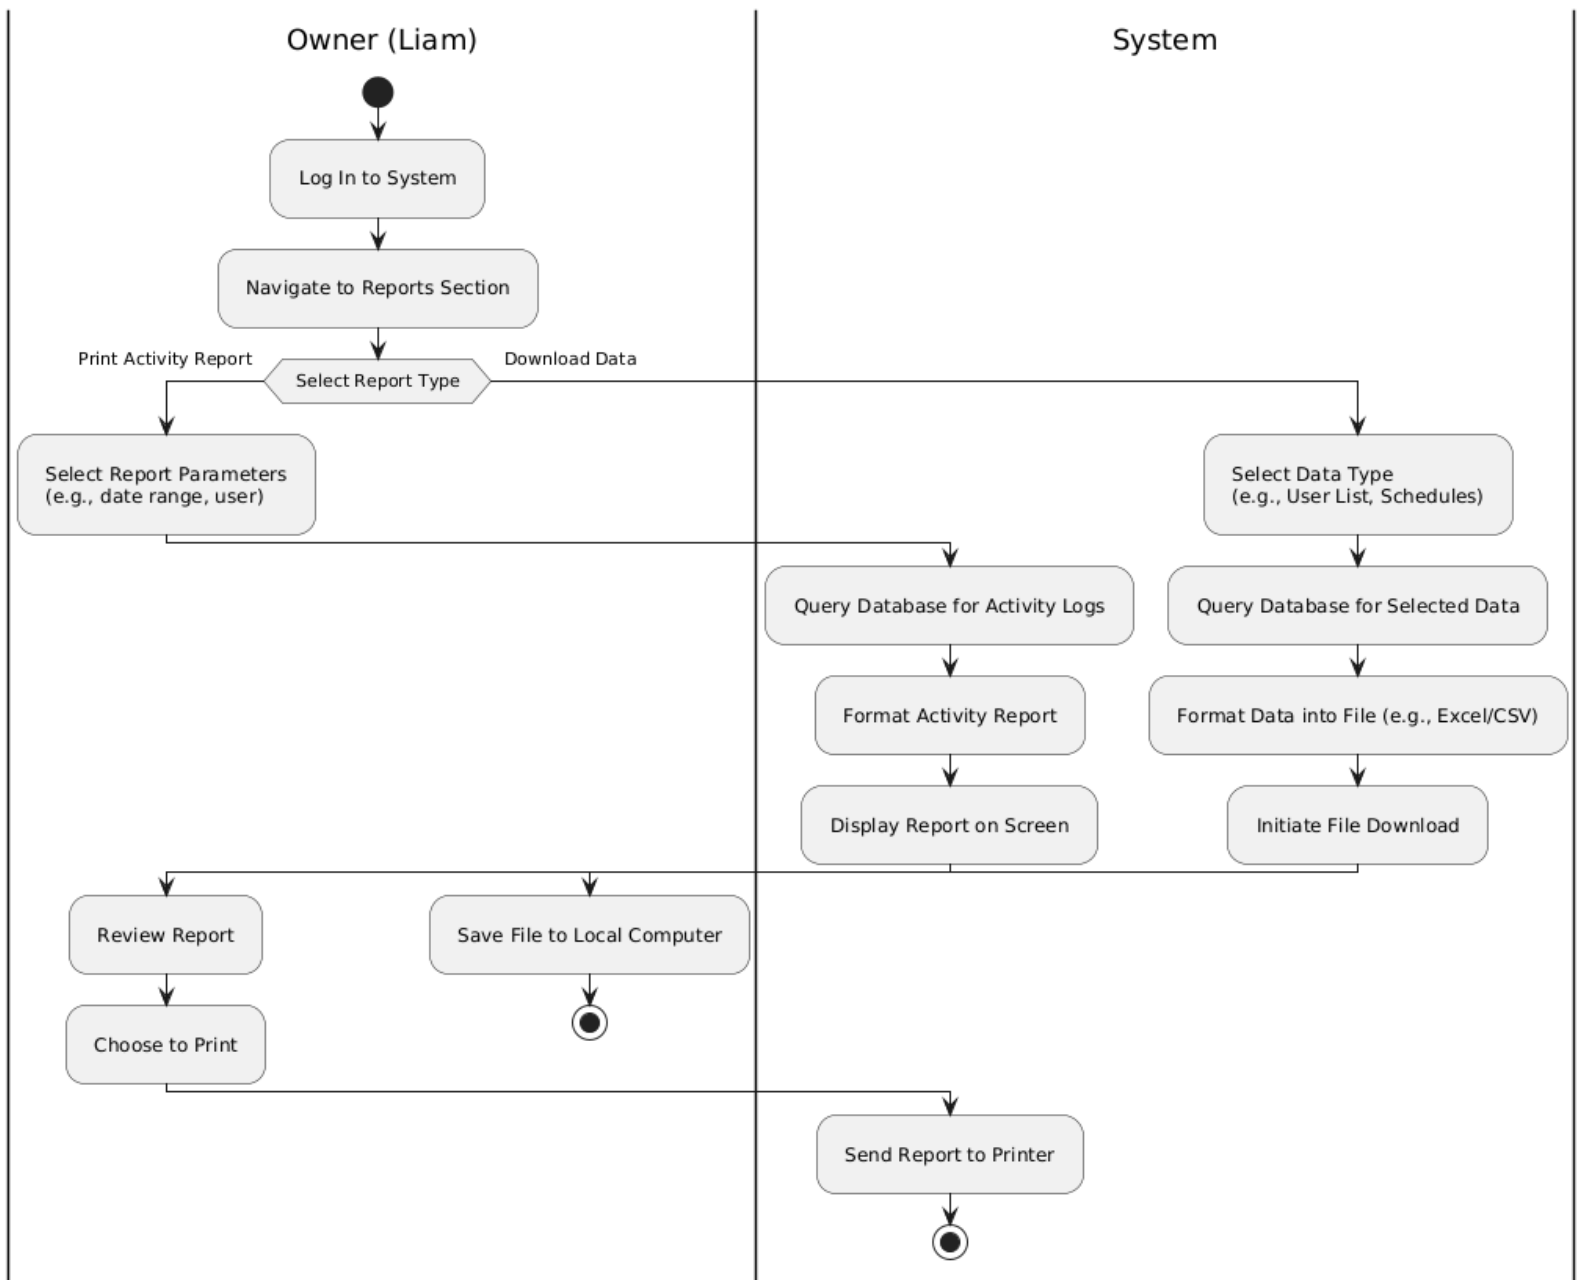 Owner (Liam)
System
Log In to System
Navigate to Reports Section
Print Activity Report
Select Report Type
Download Data
Select Report Parameters
(e.g., date range, user)
Select Data Type
(e.g., User List, Schedules)
Query Database for Activity Logs
Query Database for Selected Data
Format Activity Report
Format Data into File (e.g., Excel/CSV)
Display Report on Screen
Initiate File Download
Review Report
Save File to Local Computer
Choose to Print
Send Report to Printer